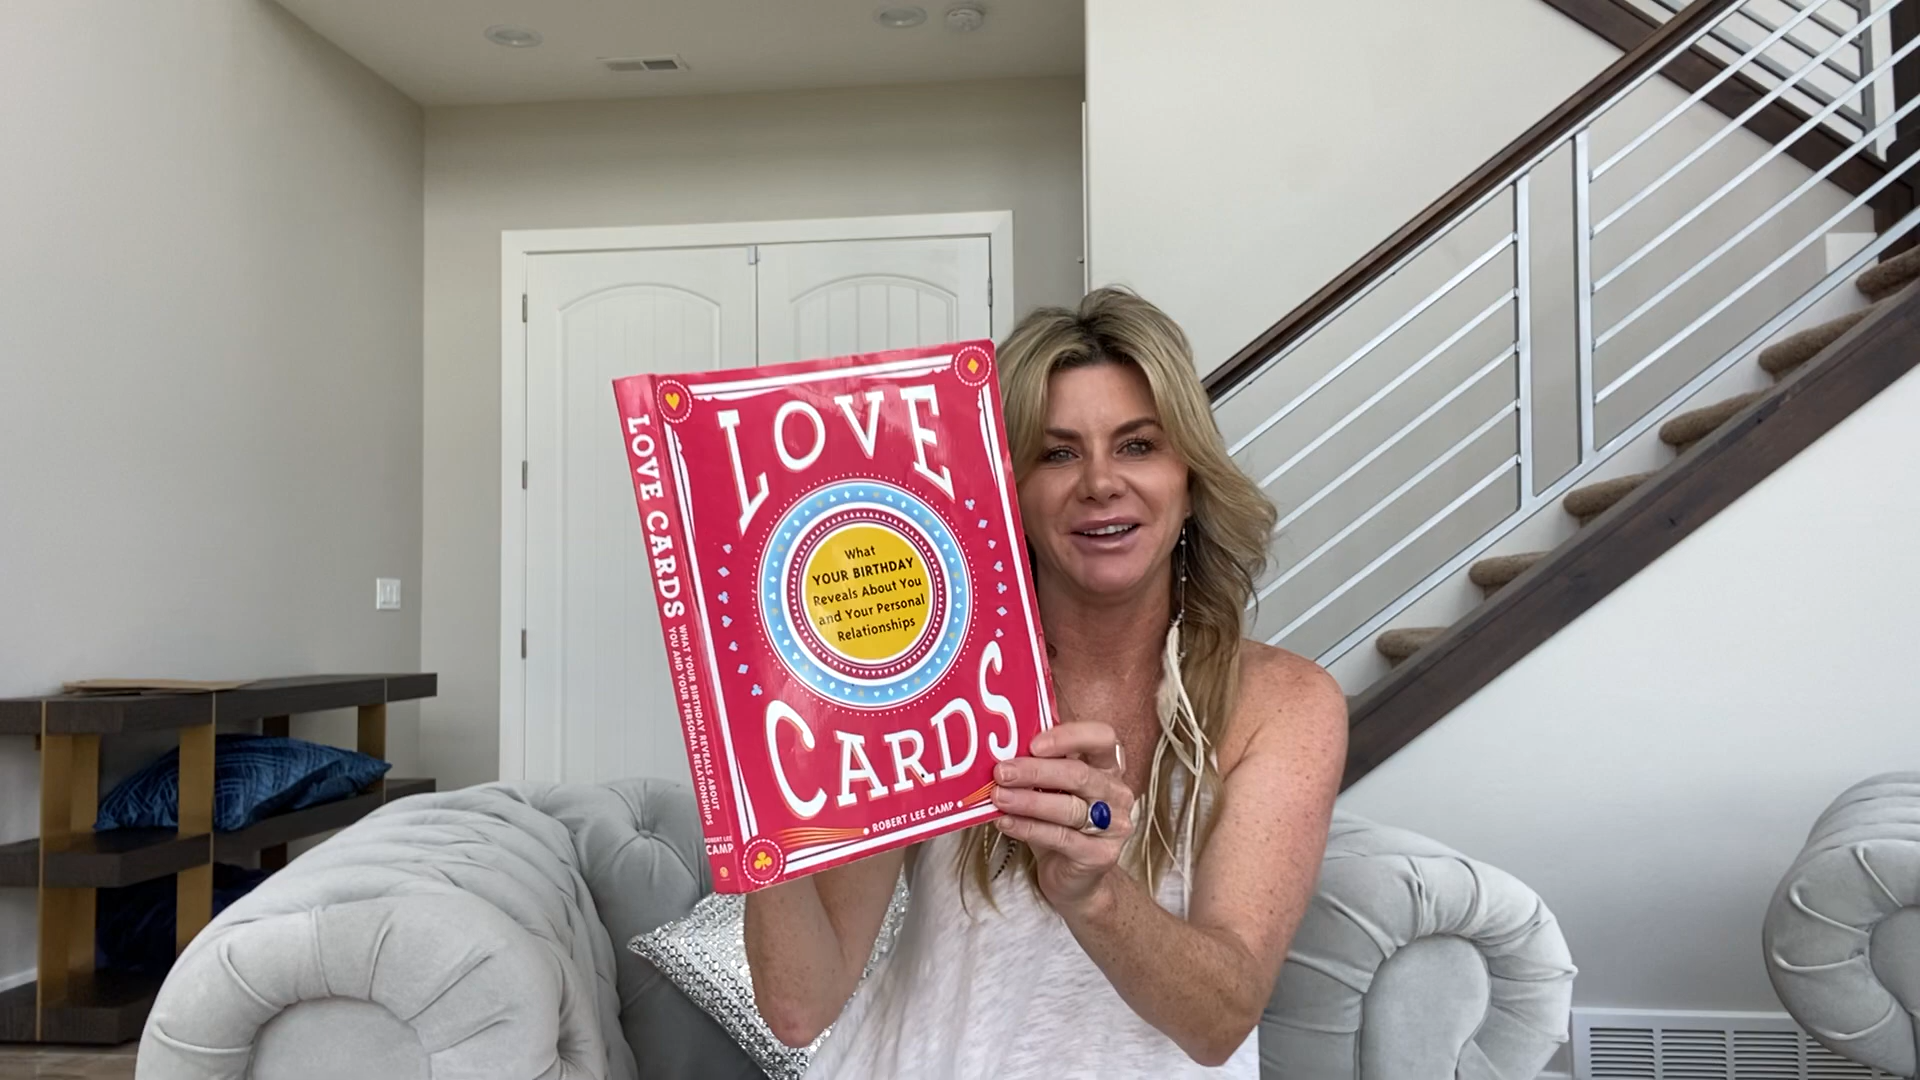 LOVE
What
YOUR BIRTHDAY
Reveals About You
and Your Personal
Relationships
CARDS
ROBERT LEE CAMP
LOVE CARDS
WHAT YOUR BIRTHDAY REVEALS ABOUT
YOU AND YOUR PERSONAL RELATIONSHIPS
ROBERT LEE
CAMP